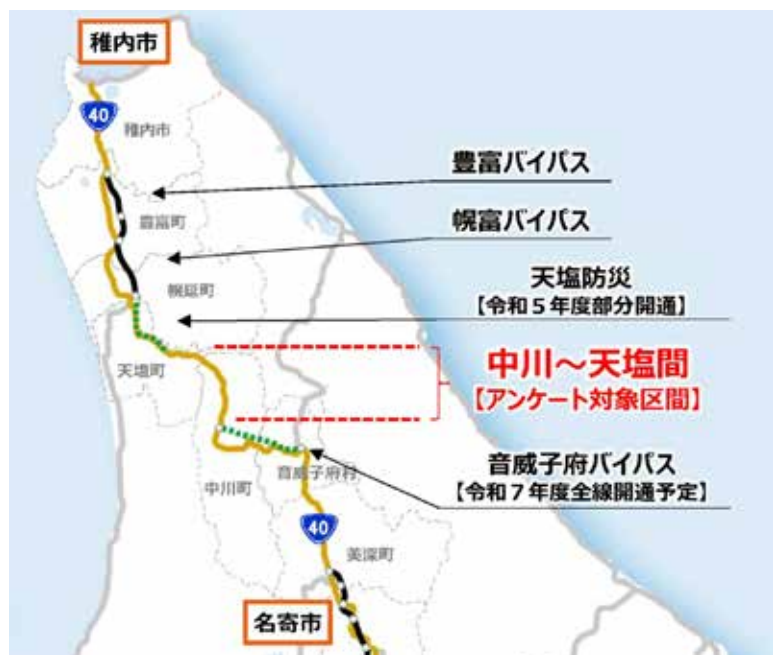 稚内市
40
稚内市
豊富バイパス
豊富町
幌富バイパス
幌延町
天塩防災
【令和5年度部分開通】
天塩町
中川～天塩間
【アンケート対象区間】
音威子府バイパス
【令和7年度全線開通予定】
音威子府村
中川町
40
美深町
名寄市